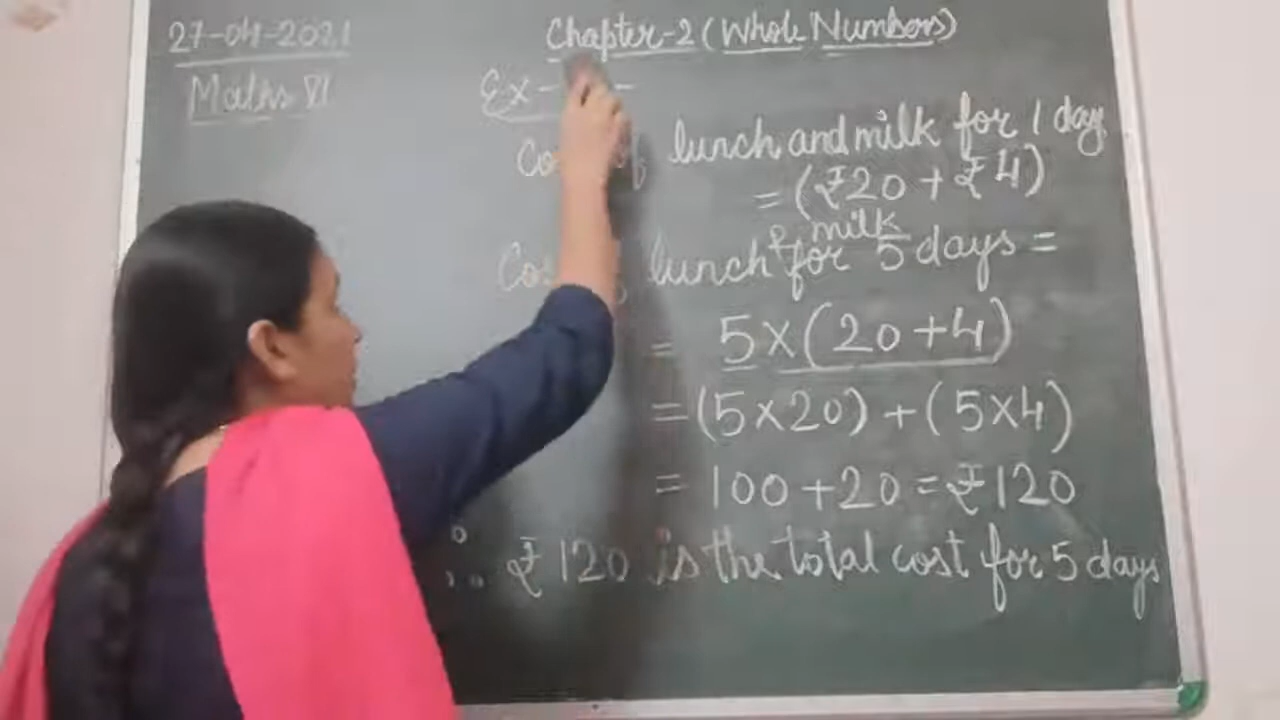 27-04-2021
Chapter-2 (Whole Numbers)
Maths VI
Ex -
lunch and milk for 1 day
= (₹20 + ₹4)
& milk
lunch for 5 days =
= 5×(20+4)
= (5×20) + (5×4)
= 100+20 = ₹120
∴ ₹120 is the total cost for 5 days